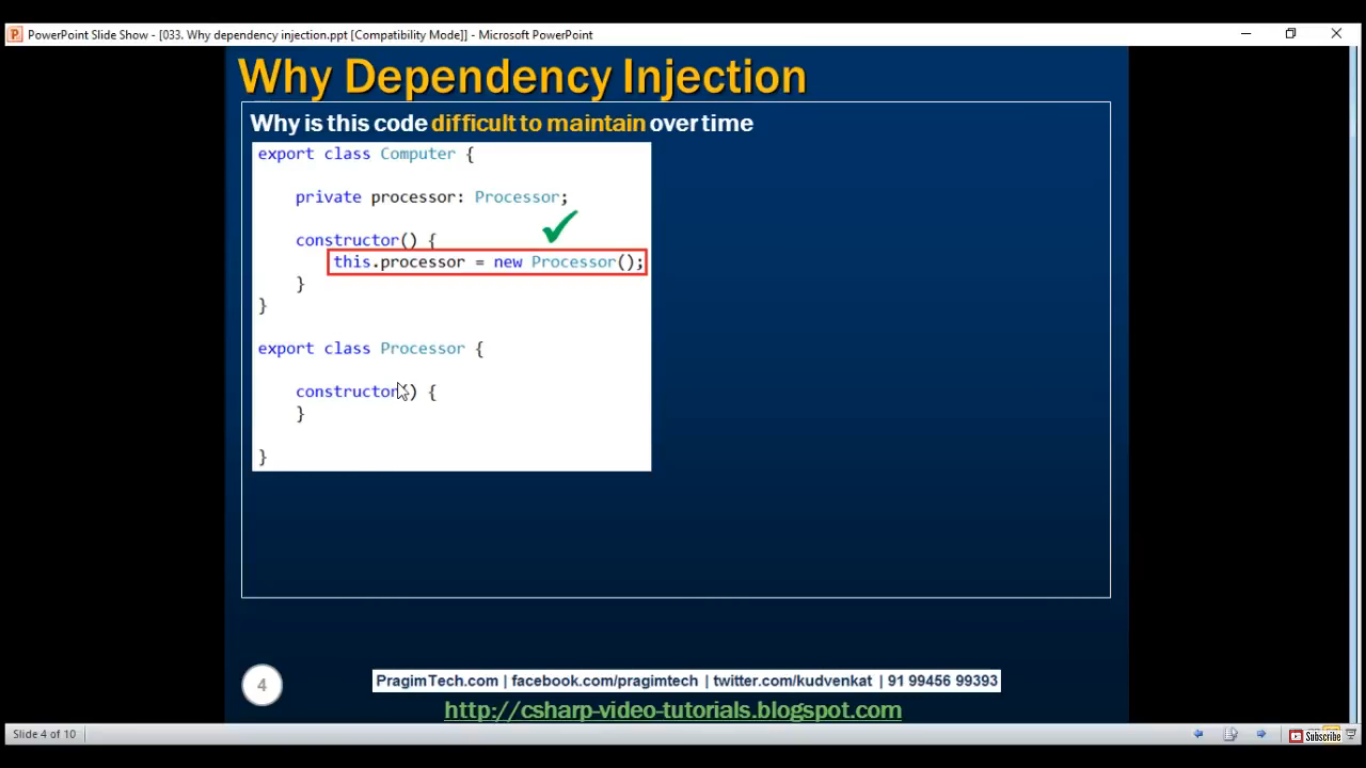 PowerPoint Slide Show - [033. Why dependency injection.ppt [Compatibility Mode]] - Microsoft PowerPoint
Why Dependency Injection
Why is this code difficult to maintain over time
export class Computer {
private processor: Processor;
constructor() {
this.processor = new Processor();
}
}
export class Processor {
constructor() {
}
}
4
PragimTech.com | facebook.com/pragimtech | twitter.com/kudvenkat | 91 99456 99393
http://csharp-video-tutorials.blogspot.com
Slide 4 of 10
Subscribe